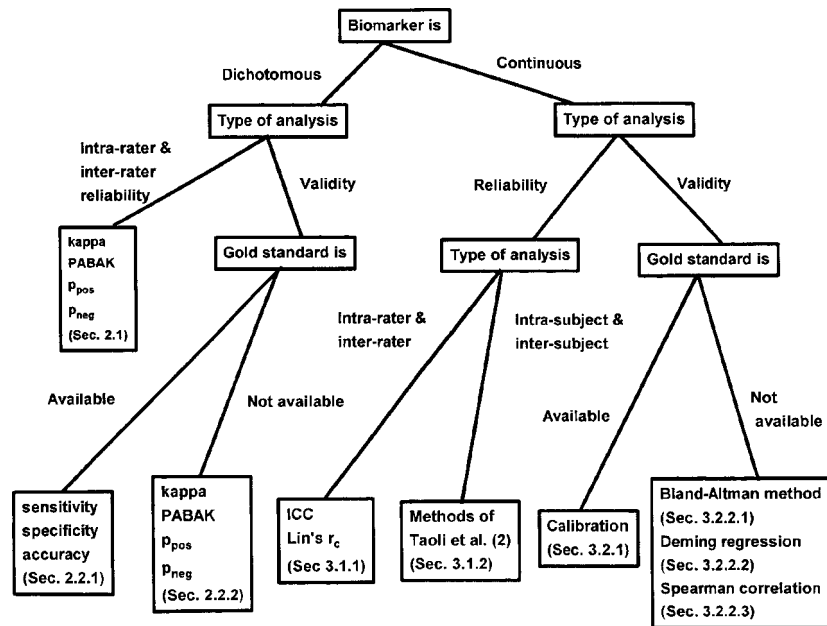 Biomarker is
Dichotomous
Continuous
Type of analysis
Type of analysis
intra-rater &
inter-rater
reliability
Validity
Reliability
Validity
kappa
PABAK
p_pos
p_neg
(Sec. 2.1)
Gold standard is
Type of analysis
Gold standard is
Intra-rater &
inter-rater
Intra-subject &
inter-subject
Available
Not available
Available
Not
available
sensitivity
specificity
accuracy
(Sec. 2.2.1)
kappa
PABAK
p_pos
p_neg
(Sec. 2.2.2)
ICC
Lin's r_c
(Sec 3.1.1)
Methods of
Taoli et al. (2)
(Sec. 3.1.2)
Calibration
(Sec. 3.2.1)
Bland-Altman method
(Sec. 3.2.2.1)
Deming regression
(Sec. 3.2.2.2)
Spearman correlation
(Sec. 3.2.2.3)